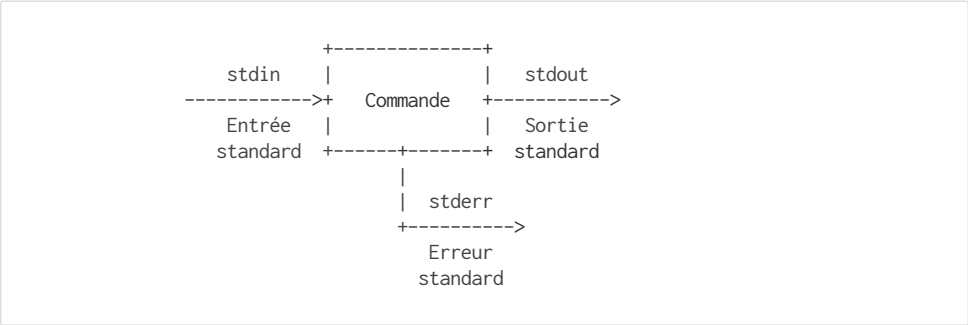 +--------------+
stdin | | stdout
------------>+ Commande +----------->
Entrée | | Sortie
standard +------+-------+ standard
|
| stderr
+---------->
Erreur
standard